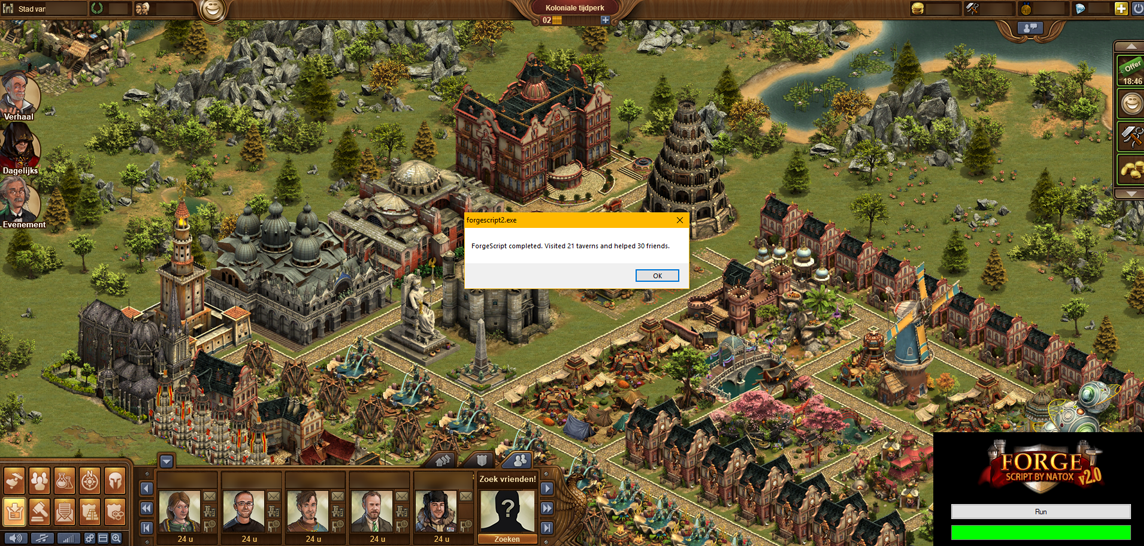 Stad van
Koloniale tijdperk
02
Offer
18:46
Verhaal
Dagelijks
Evenement
forgescript2.exe
ForgeScript completed. Visited 21 taverns and helped 30 friends.
OK
Zoek vrienden!
24 u
24 u
24 u
24 u
24 u
Zoeken
FORGE
SCRIPT BY NATOX
v2.0
Run